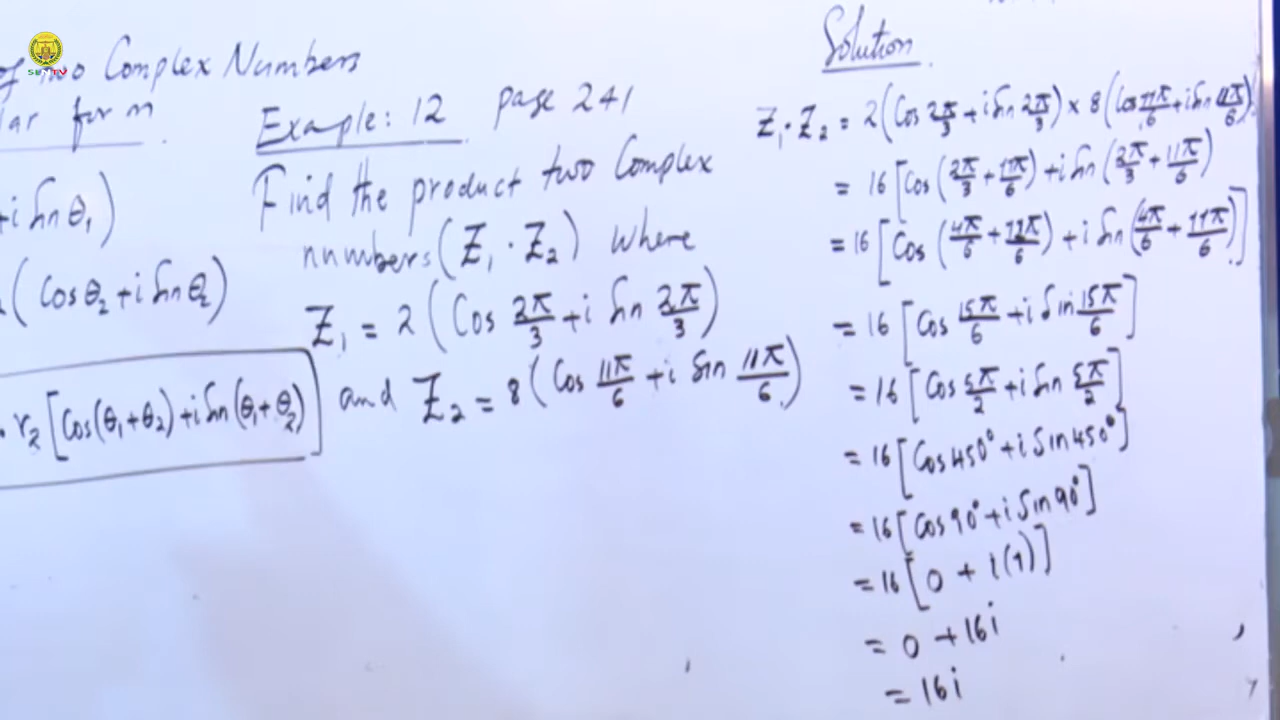 SUN TV
of two Complex Numbers
lar form
+i Sin θ₁)
(Cos θ₂ + i Sin θ₂)
. r₂ [Cos(θ₁+θ₂) + i Sin(θ₁+θ₂)]
Example: 12 page 241
Find the product two Complex
numbers (Z₁ · Z₂) where
Z₁ = 2 (Cos 2π/3 + i Sin 2π/3)
and Z₂ = 8 (Cos 11π/6 + i Sin 11π/6)
Solution
Z₁ · Z₂ = 2 (Cos 2π/3 + i Sin 2π/3) × 8 (Cos 11π/6 + i Sin 11π/6)
= 16 [Cos (2π/3 + 11π/6) + i Sin (2π/3 + 11π/6)
= 16 [Cos (4π/6 + 11π/6) + i Sin (4π/6 + 11π/6)]
= 16 [Cos 15π/6 + i Sin 15π/6]
= 16 [Cos 5π/2 + i Sin 5π/2]
= 16 [Cos 450° + i Sin 450°]
= 16 [Cos 90° + i Sin 90°]
= 16 [0 + i(1)]
= 0 + 16i
= 16i